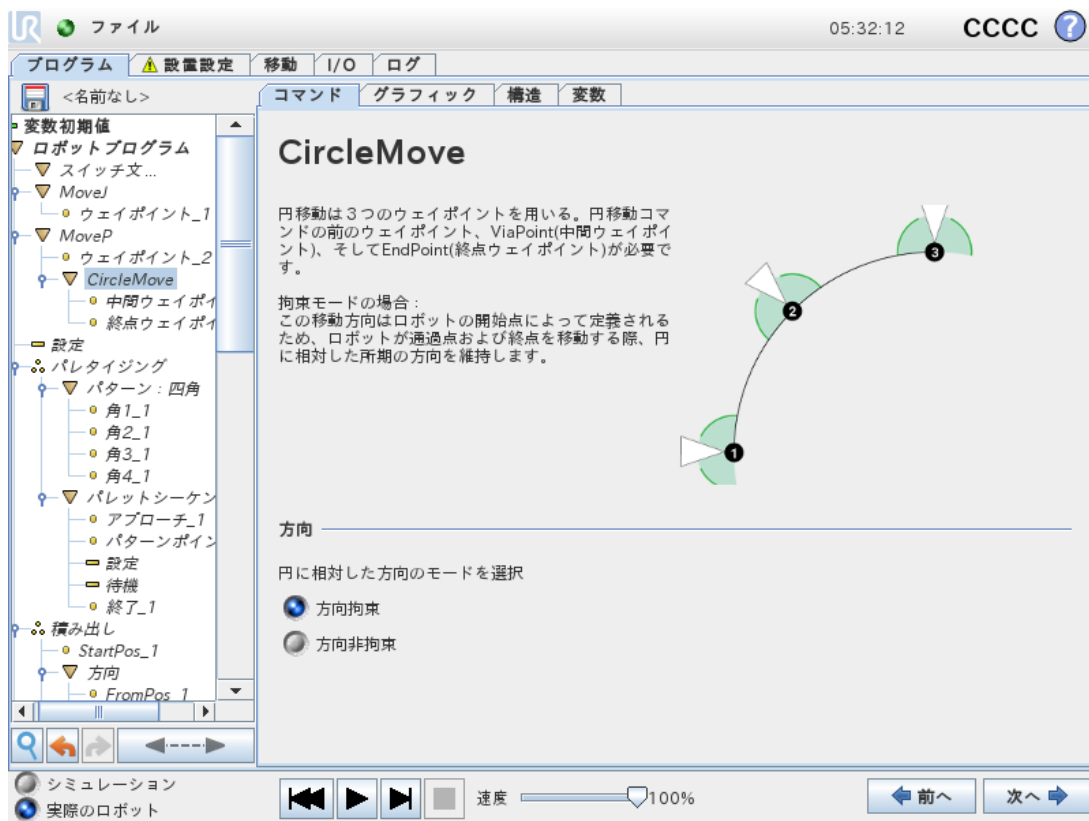 UR ファイル 05:32:12 CCCC ?
プログラム 設置設定 移動 I/O ログ
<名前なし>
コマンド グラフィック 構造 変数
変数初期値
ロボットプログラム
スイッチ文...
MoveJ
ウェイポイント_1
MoveP
ウェイポイント_2
CircleMove
中間ウェイポイ
終点ウェイポイ
設定
パレタイジング
パターン：四角
角1_1
角2_1
角3_1
角4_1
パレットシーケン
アプローチ_1
パターンポイン
設定
待機
終了_1
積み出し
StartPos_1
方向
FromPos_1
CircleMove
円移動は３つのウェイポイントを用いる。円移動コマ
ンドの前のウェイポイント、ViaPoint(中間ウェイポイ
ント)、そしてEndPoint(終点ウェイポイント)が必要で
す。
拘束モードの場合：
この移動方向はロボットの開始点によって定義される
ため、ロボットが通過点および終点を移動する際、円
に相対した所期の方向を維持します。
3
2
1
方向
円に相対した方向のモードを選択
方向拘束
方向非拘束
シミュレーション
実際のロボット
速度 100%
前へ 次へ